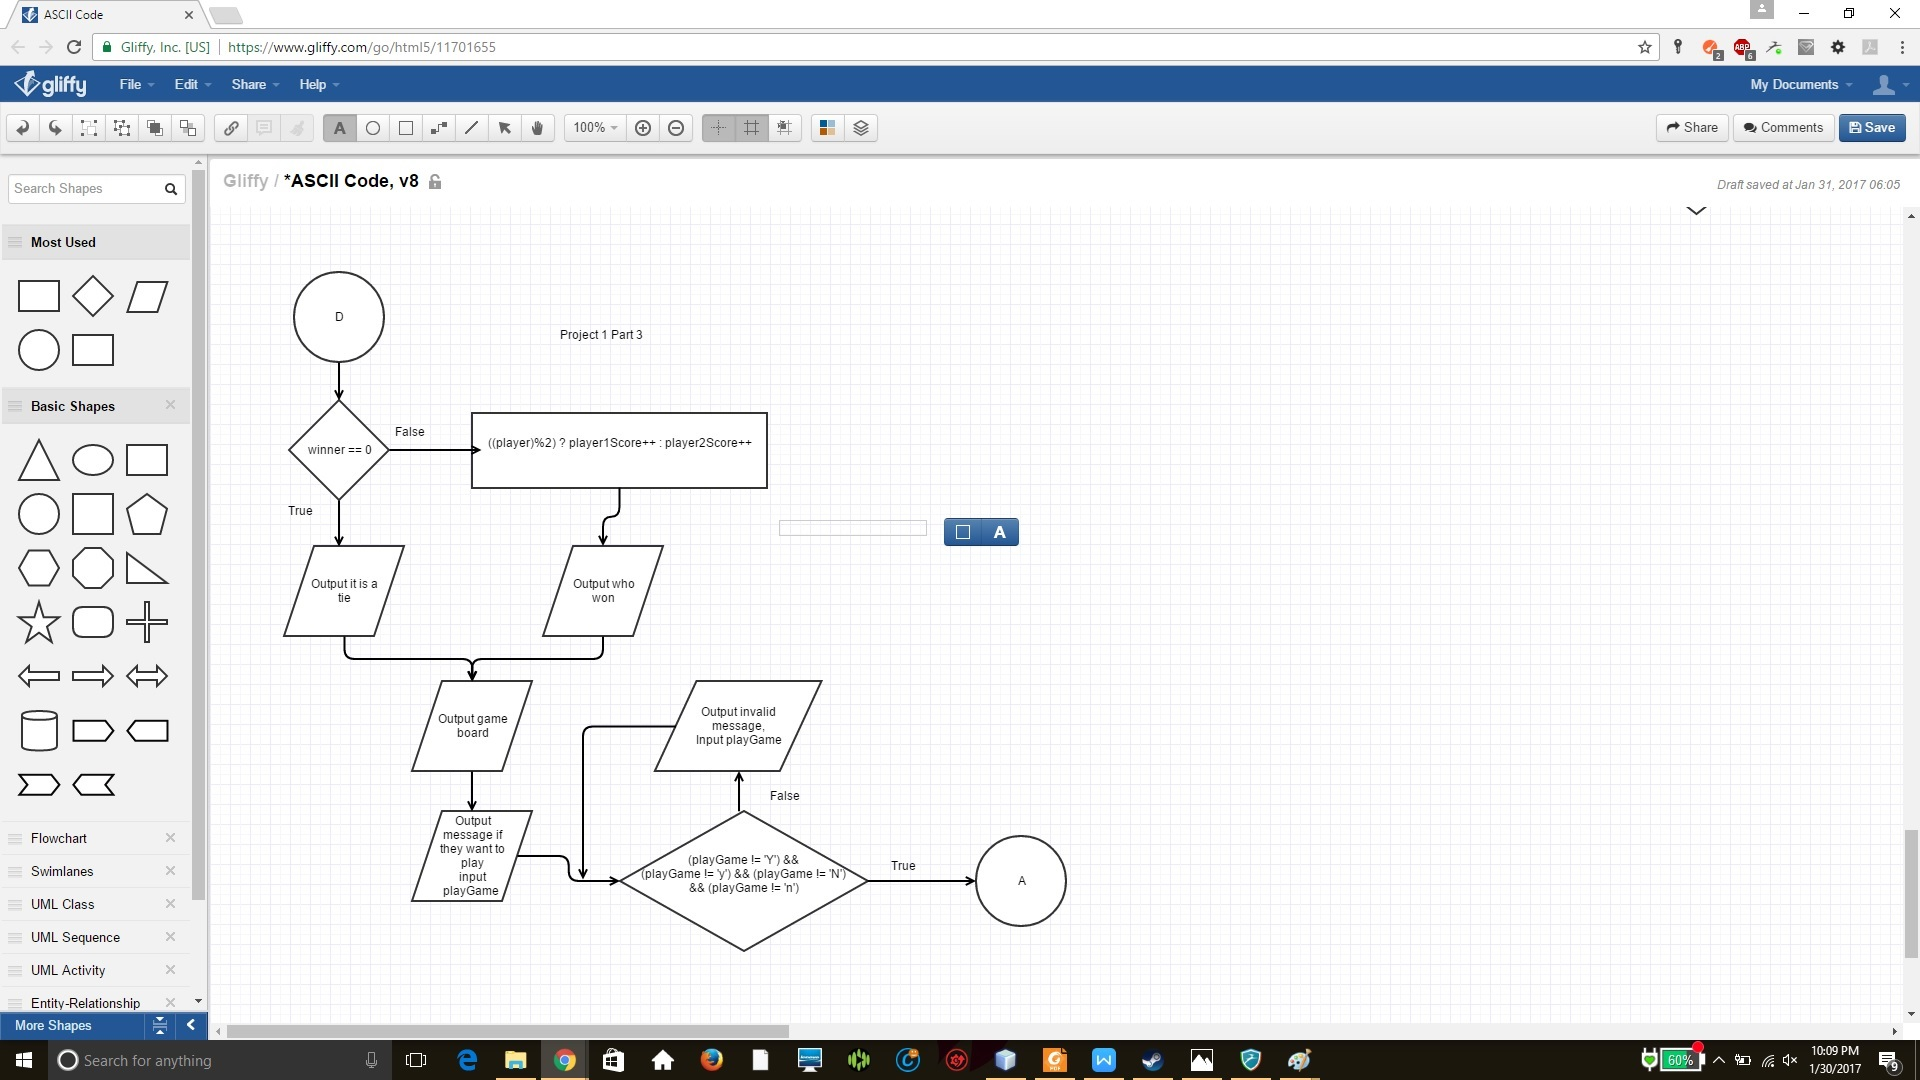 ASCII Code
Gliffy, Inc. [US]
https://www.gliffy.com/go/html5/11701655
2
ABP
6
gliffy
File
Edit
Share
Help
My Documents
A
100%
Share
Comments
Save
Search Shapes
Gliffy / *ASCII Code, v8
Draft saved at Jan 31, 2017 06:05
Most Used
Basic Shapes
Flowchart
Swimlanes
UML Class
UML Sequence
UML Activity
Entity-Relationship
More Shapes
D
Project 1 Part 3
winner == 0
False
((player)%2) ? player1Score++ : player2Score++
True
A
Output it is a
tie
Output who
won
Output game
board
Output invalid
message,
Input playGame
False
Output
message if
they want to
play
input
playGame
(playGame != 'Y') &&
(playGame != 'y') && (playGame != 'N')
&& (playGame != 'n')
True
A
Search for anything
60%
10:09 PM
1/30/2017
9